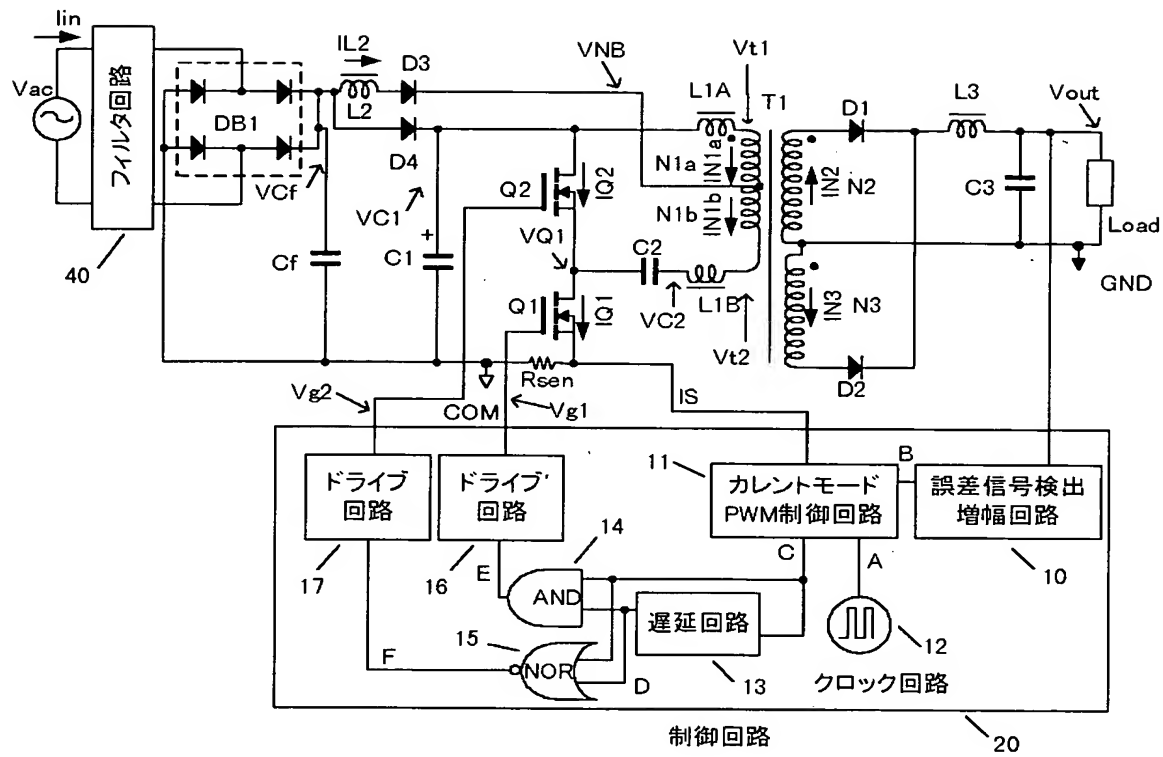 Iin
Vac
フィルタ回路
40
DB1
VCf
Cf
IL2
L2
D3
D4
VC1
C1
+
VNB
Q2
IQ2
VQ1
Q1
IQ1
C2
VC2
L1A
L1B
Vt1
Vt2
T1
N1a
IN1a
N1b
IN1b
D1
N2
IN2
N3
IN3
D2
L3
C3
Vout
Load
GND
Rsen
COM
Vg2
Vg1
IS
ドライブ
回路
17
ドライブ
回路
16
11
カレントモード
PWM制御回路
B
誤差信号検出
増幅回路
10
C
A
14
E
AND
15
NOR
F
D
遅延回路
13
12
クロック回路
20
制御回路